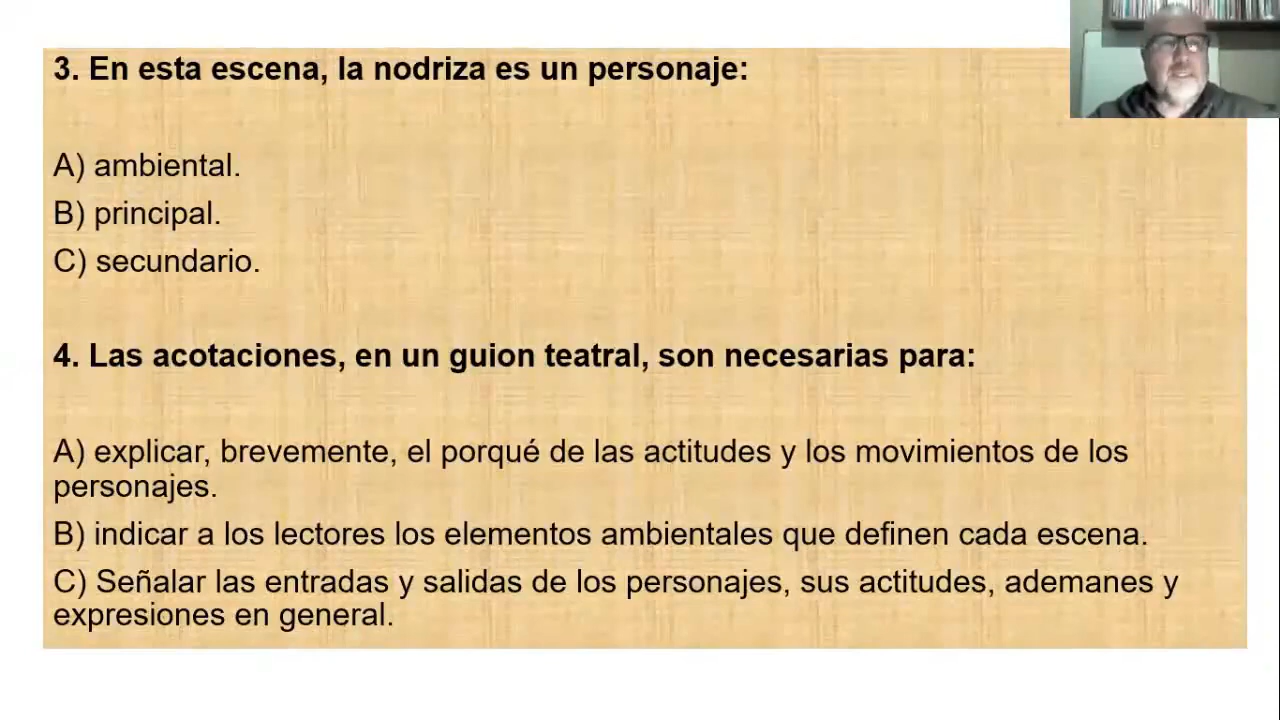 3. En esta escena, la nodriza es un personaje:
A) ambiental.
B) principal.
C) secundario.
4. Las acotaciones, en un guion teatral, son necesarias para:
A) explicar, brevemente, el porqué de las actitudes y los movimientos de los
personajes.
B) indicar a los lectores los elementos ambientales que definen cada escena.
C) Señalar las entradas y salidas de los personajes, sus actitudes, ademanes y
expresiones en general.